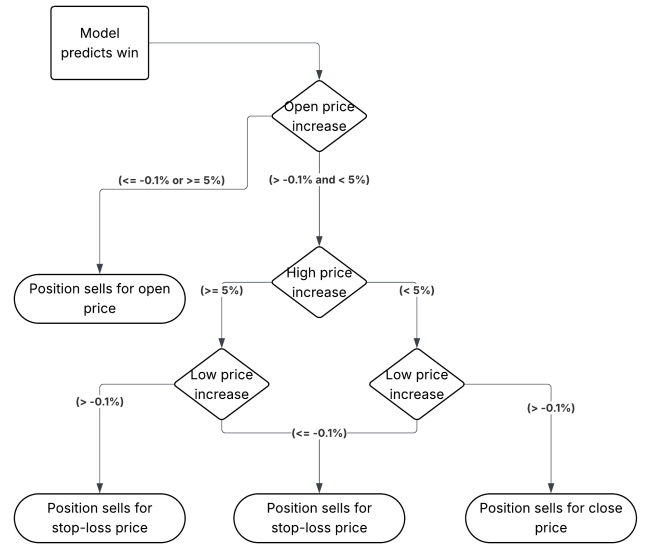 Model
predicts win
Open price
increase
(<= -0.1% or >= 5%)
(> -0.1% and < 5%)
Position sells for open
price
High price
increase
(>= 5%)
(< 5%)
Low price
increase
Low price
increase
(> -0.1%)
(<= -0.1%)
(> -0.1%)
Position sells for
stop-loss price
Position sells for
stop-loss price
Position sells for close
price